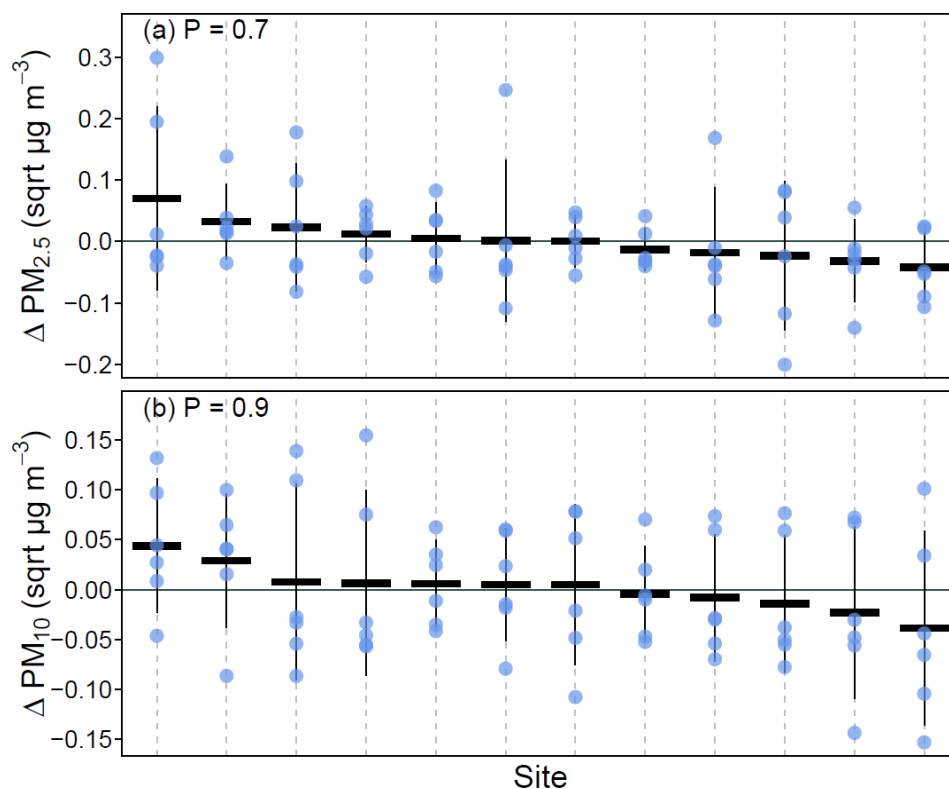 (a) P = 0.7
Δ PM₂.₅ (sqrt µg m⁻³)
0.3
0.2
0.1
0.0
−0.1
−0.2
(b) P = 0.9
Δ PM₁₀ (sqrt µg m⁻³)
0.15
0.10
0.05
0.00
−0.05
−0.10
−0.15
Site